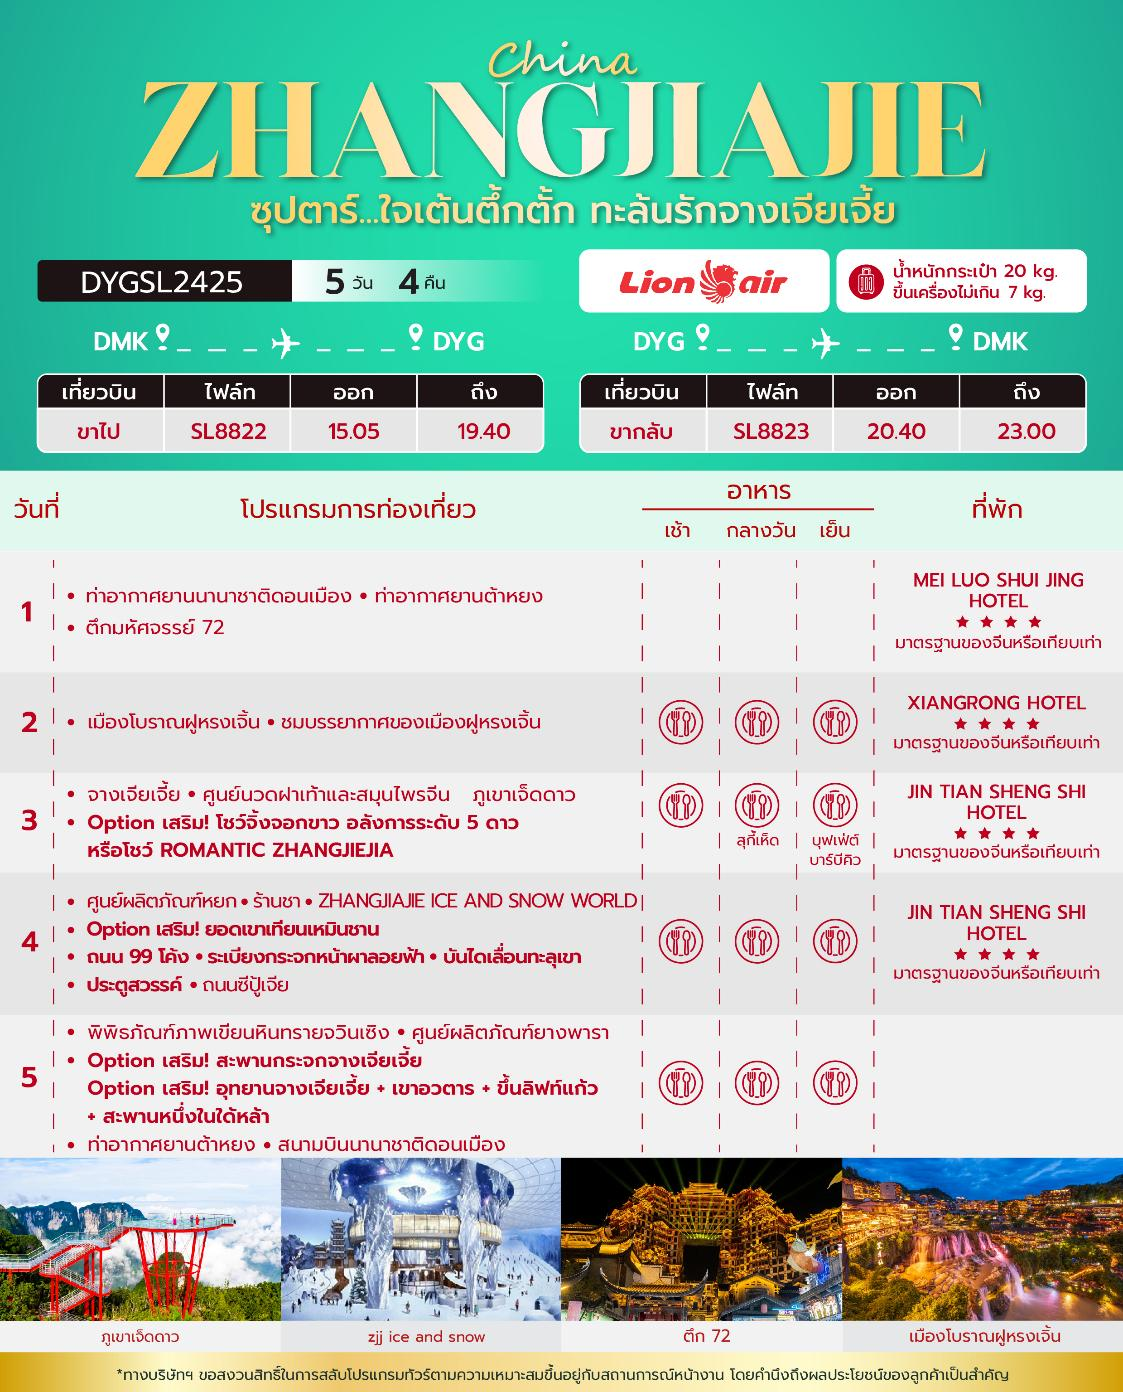 China
ZHANGJIAJIE
ซุปตาร์...ใจเต้นตึ้กตั้ก ทะล้นรักจางเจียเจี้ย
DYGSL2425 5 วัน 4 คืน
Lion air
น้ำหนักกระเป๋า 20 kg.
ขึ้นเครื่องไม่เกิน 7 kg.
DMK DYG
DYG DMK
เที่ยวบิน ไฟล์ท ออก ถึง
ขาไป SL8822 15.05 19.40
เที่ยวบิน ไฟล์ท ออก ถึง
ขากลับ SL8823 20.40 23.00
วันที่ โปรแกรมการท่องเที่ยว อาหาร ที่พัก
เช้า กลางวัน เย็น
1
• ท่าอากาศยานนานาชาติดอนเมือง • ท่าอากาศยานต้าหยง
• ตึกมหัศจรรย์ 72
MEI LUO SHUI JING
HOTEL
★ ★ ★ ★
มาตรฐานของจีนหรือเทียบเท่า
2
• เมืองโบราณฝูหรงเจิ้น • ชมบรรยากาศของเมืองฝูหรงเจิ้น
XIANGRONG HOTEL
★ ★ ★ ★
มาตรฐานของจีนหรือเทียบเท่า
3
• จางเจียเจี้ย • ศูนย์นวดฝาเท้าและสมุนไพรจีน ภูเขาเจ็ดดาว
• Option เสริม! โชว์จิ้งจอกขาว อลังการระดับ 5 ดาว
หรือโชว์ ROMANTIC ZHANGJIEJIA
สุกี้เห็ด
บุฟเฟ่ต์
บาร์บีคิว
JIN TIAN SHENG SHI
HOTEL
★ ★ ★ ★
มาตรฐานของจีนหรือเทียบเท่า
4
• ศูนย์ผลิตภัณฑ์หยก • ร้านชา • ZHANGJIAJIE ICE AND SNOW WORLD
• Option เสริม! ยอดเขาเทียนเหมินซาน
• ถนน 99 โค้ง • ระเบียงกระจกหน้าผาลอยฟ้า • บันไดเลื่อนทะลุเขา
• ประตูสวรรค์ • ถนนซีปู้เจีย
JIN TIAN SHENG SHI
HOTEL
★ ★ ★ ★
มาตรฐานของจีนหรือเทียบเท่า
5
• พิพิธภัณฑ์ภาพเขียนหินทรายจวินเซิง • ศูนย์ผลิตภัณฑ์ยางพารา
• Option เสริม! สะพานกระจกจางเจียเจี้ย
Option เสริม! อุทยานจางเจียเจี้ย + เขาอวตาร + ขึ้นลิฟท์แก้ว
+ สะพานหนึ่งในใต้หล้า
• ท่าอากาศยานต้าหยง • สนามบินนานาชาติดอนเมือง
ภูเขาเจ็ดดาว
zjj ice and snow
ตึก 72
เมืองโบราณฝูหรงเจิ้น
*ทางบริษัทฯ ขอสงวนสิทธิ์ในการสลับโปรแกรมทัวร์ตามความเหมาะสมขึ้นอยู่กับสถานการณ์หน้างาน โดยคำนึงถึงผลประโยชน์ของลูกค้าเป็นสำคัญ